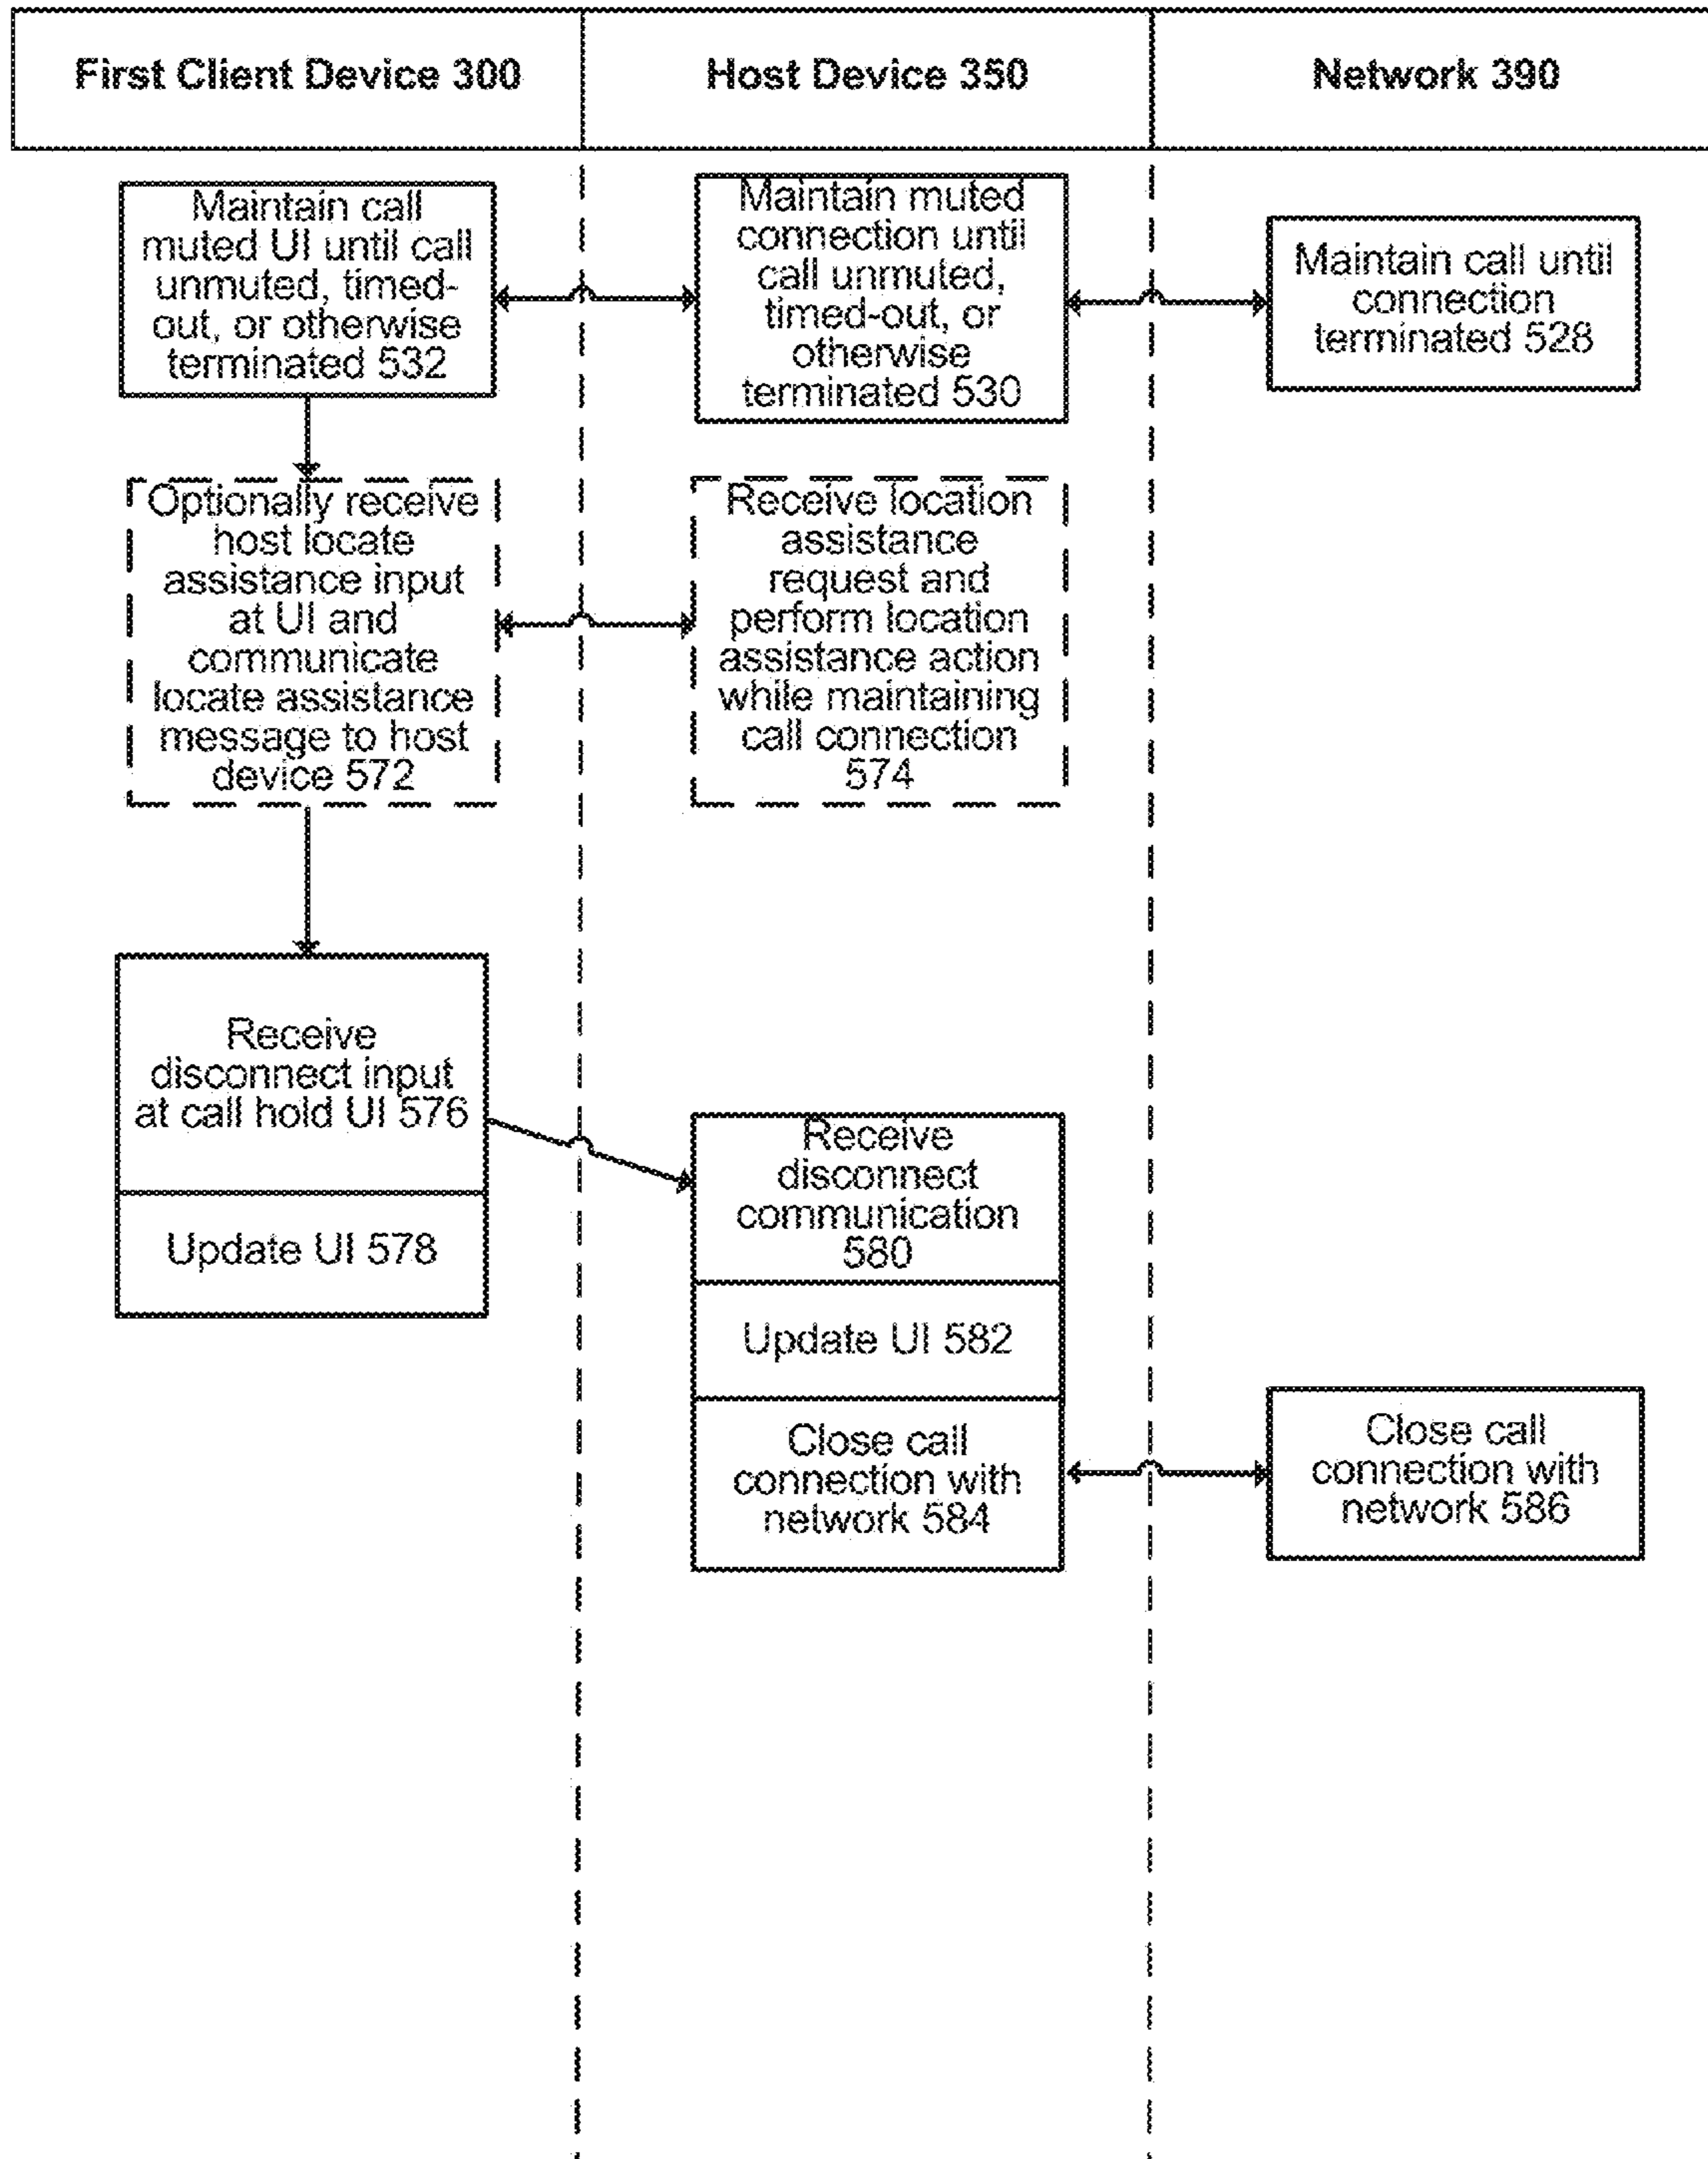 First Client Device 300
Host Device 350
Network 390
Maintain call
muted UI until call
unmuted, timed-
out, or otherwise
terminated 532
Maintain muted
connection until
call unmuted,
timed-out, or
otherwise
terminated 530
Maintain call until
connection
terminated 528
Optionally receive
host locate
assistance input
at UI and
communicate
locate assistance
message to host
device 572
Receive location
assistance
request and
perform location
assistance action
while maintaining
call connection
574
Receive
disconnect input
at call hold UI 576
Update UI 578
Receive
disconnect
communication
580
Update UI 582
Close call
connection with
network 584
Close call
connection with
network 586